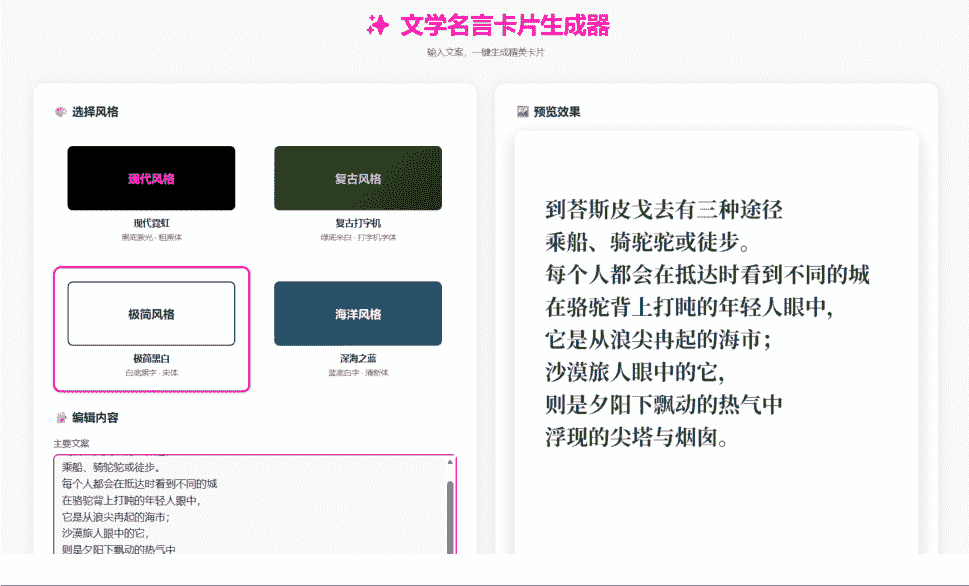 文学名言卡片生成器
输入文案，一键生成精美卡片
选择风格
现代风格
现代霓虹
黑底激光 · 粗黑体
复古风格
复古打字机
绿底米白 · 打字机字体
极简风格
极简黑白
白底黑字 · 宋体
海洋风格
深海之蓝
蓝底白字 · 清新体
编辑内容
主要文案
乘船、骑驼驼或徒步。
每个人都会在抵达时看到不同的城
在骆驼背上打盹的年轻人眼中，
它是从浪尖冉起的海市；
沙漠旅人眼中的它，
则是夕阳下飘动的热气中
预览效果
到荅斯皮戈去有三种途径
乘船、骑驼驼或徒步。
每个人都会在抵达时看到不同的城
在骆驼背上打盹的年轻人眼中，
它是从浪尖冉起的海市；
沙漠旅人眼中的它，
则是夕阳下飘动的热气中
浮现的尖塔与烟囱。